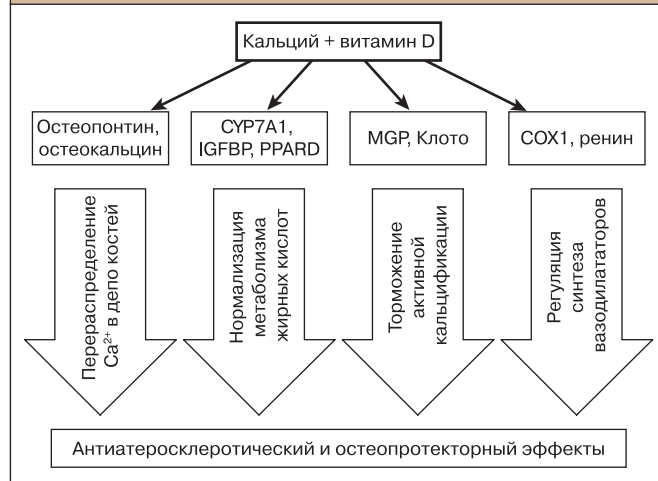 Кальций + витамин D
Остеопонтин,
остеокальцин
CYP7A1,
IGFBP, PPARD
MGP, Клото
COX1, ренин
Перераспределение
Ca²⁺ в депо костей
Нормализация
метаболизма
жирных кислот
Торможение
активной
кальцификации
Регуляция
синтеза
вазодилататоров
Антиатеросклеротический и остеопротекторный эффекты